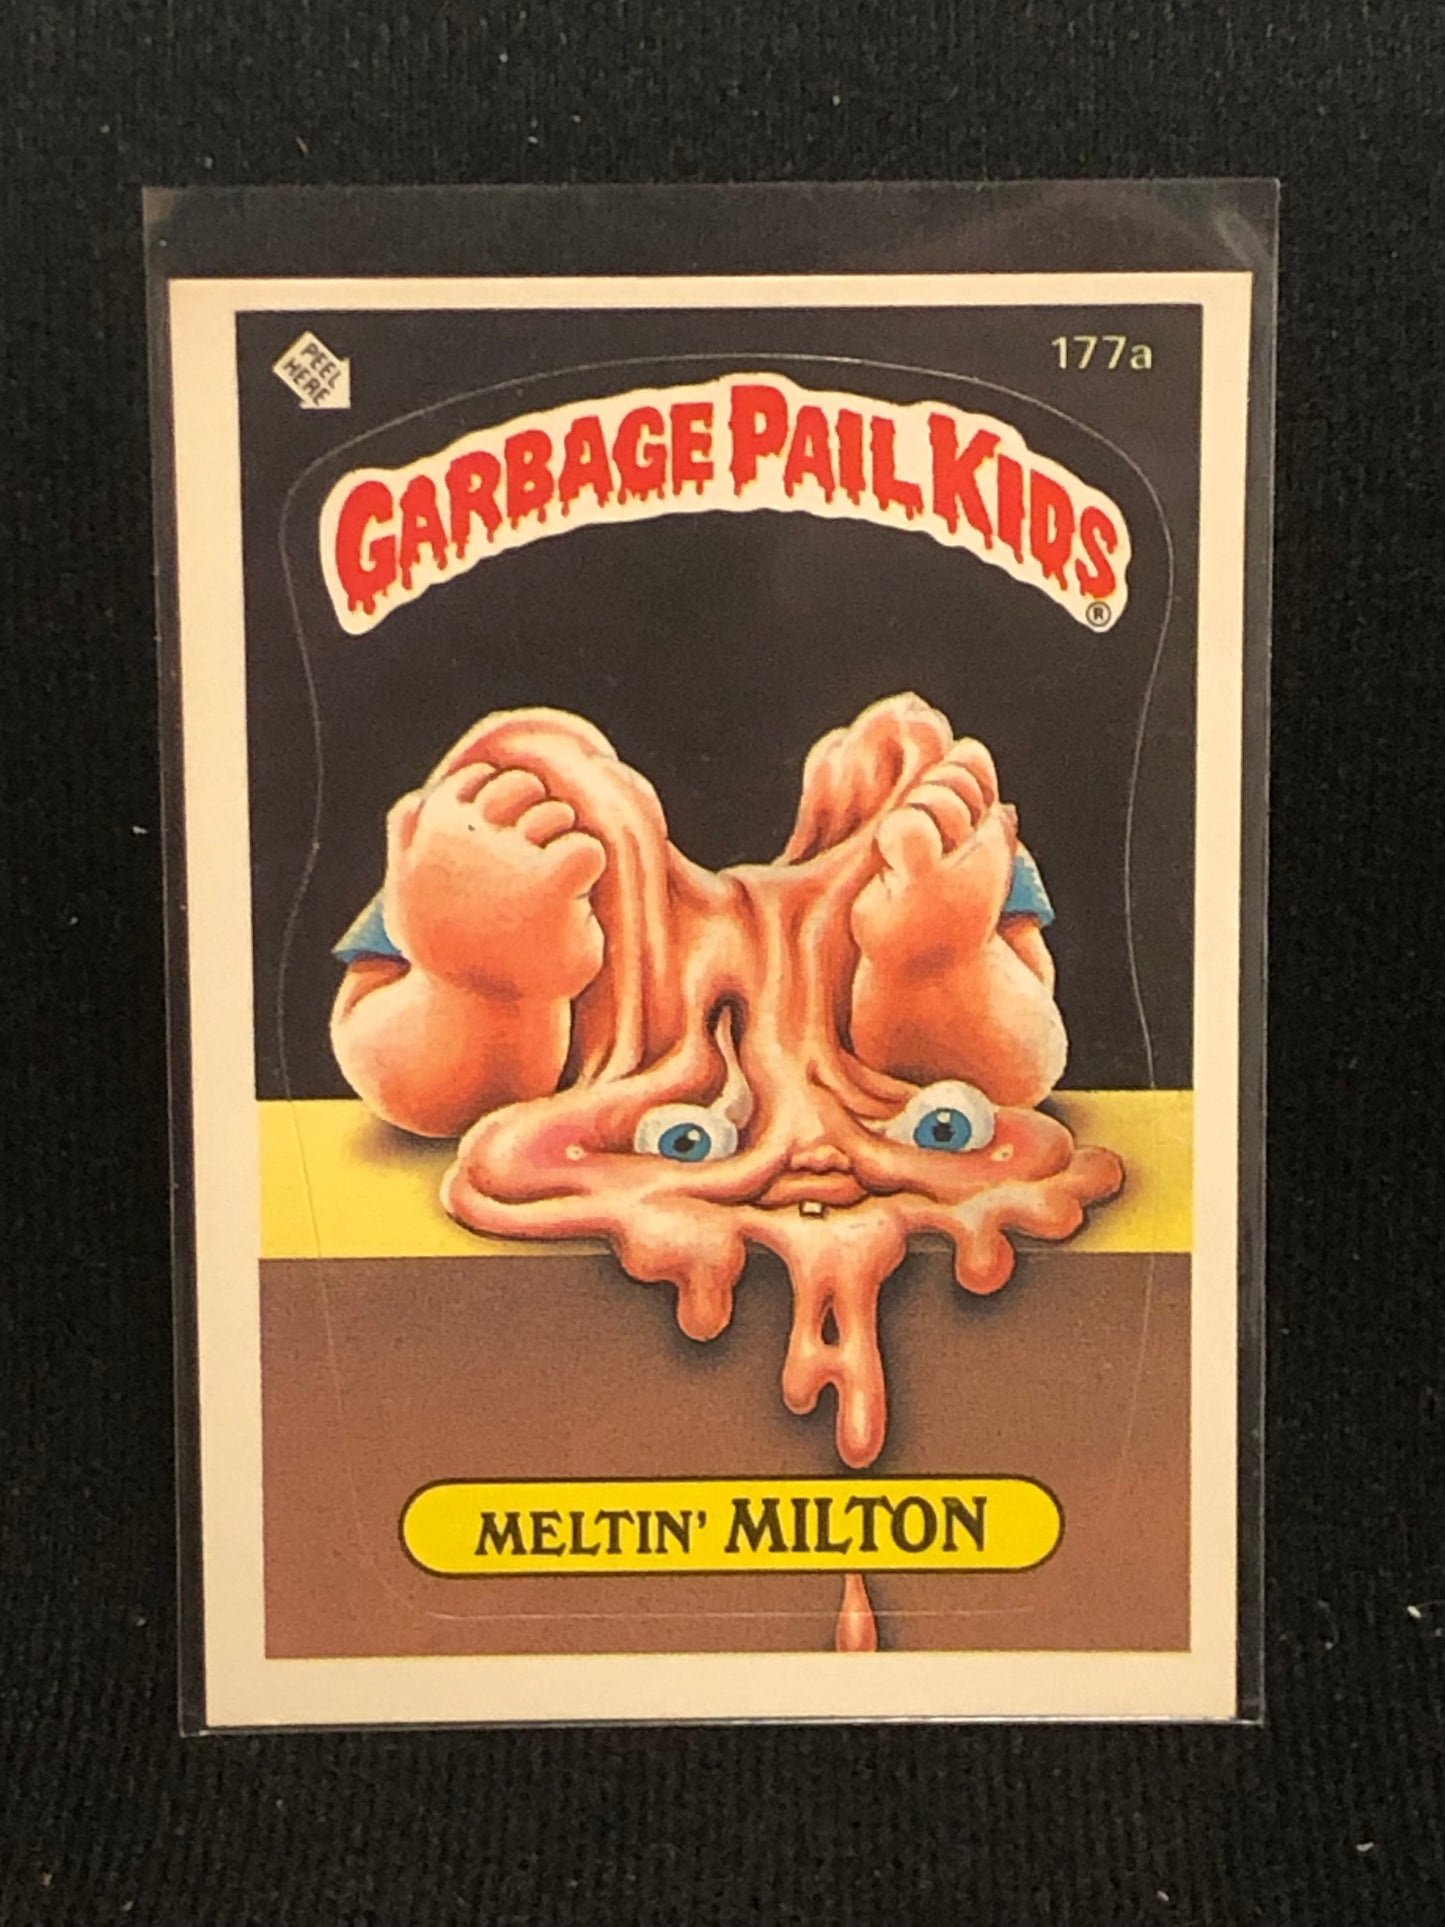 PEEL
HERE
177a
GARBAGE PAIL KIDS
®
MELTIN' MILTON